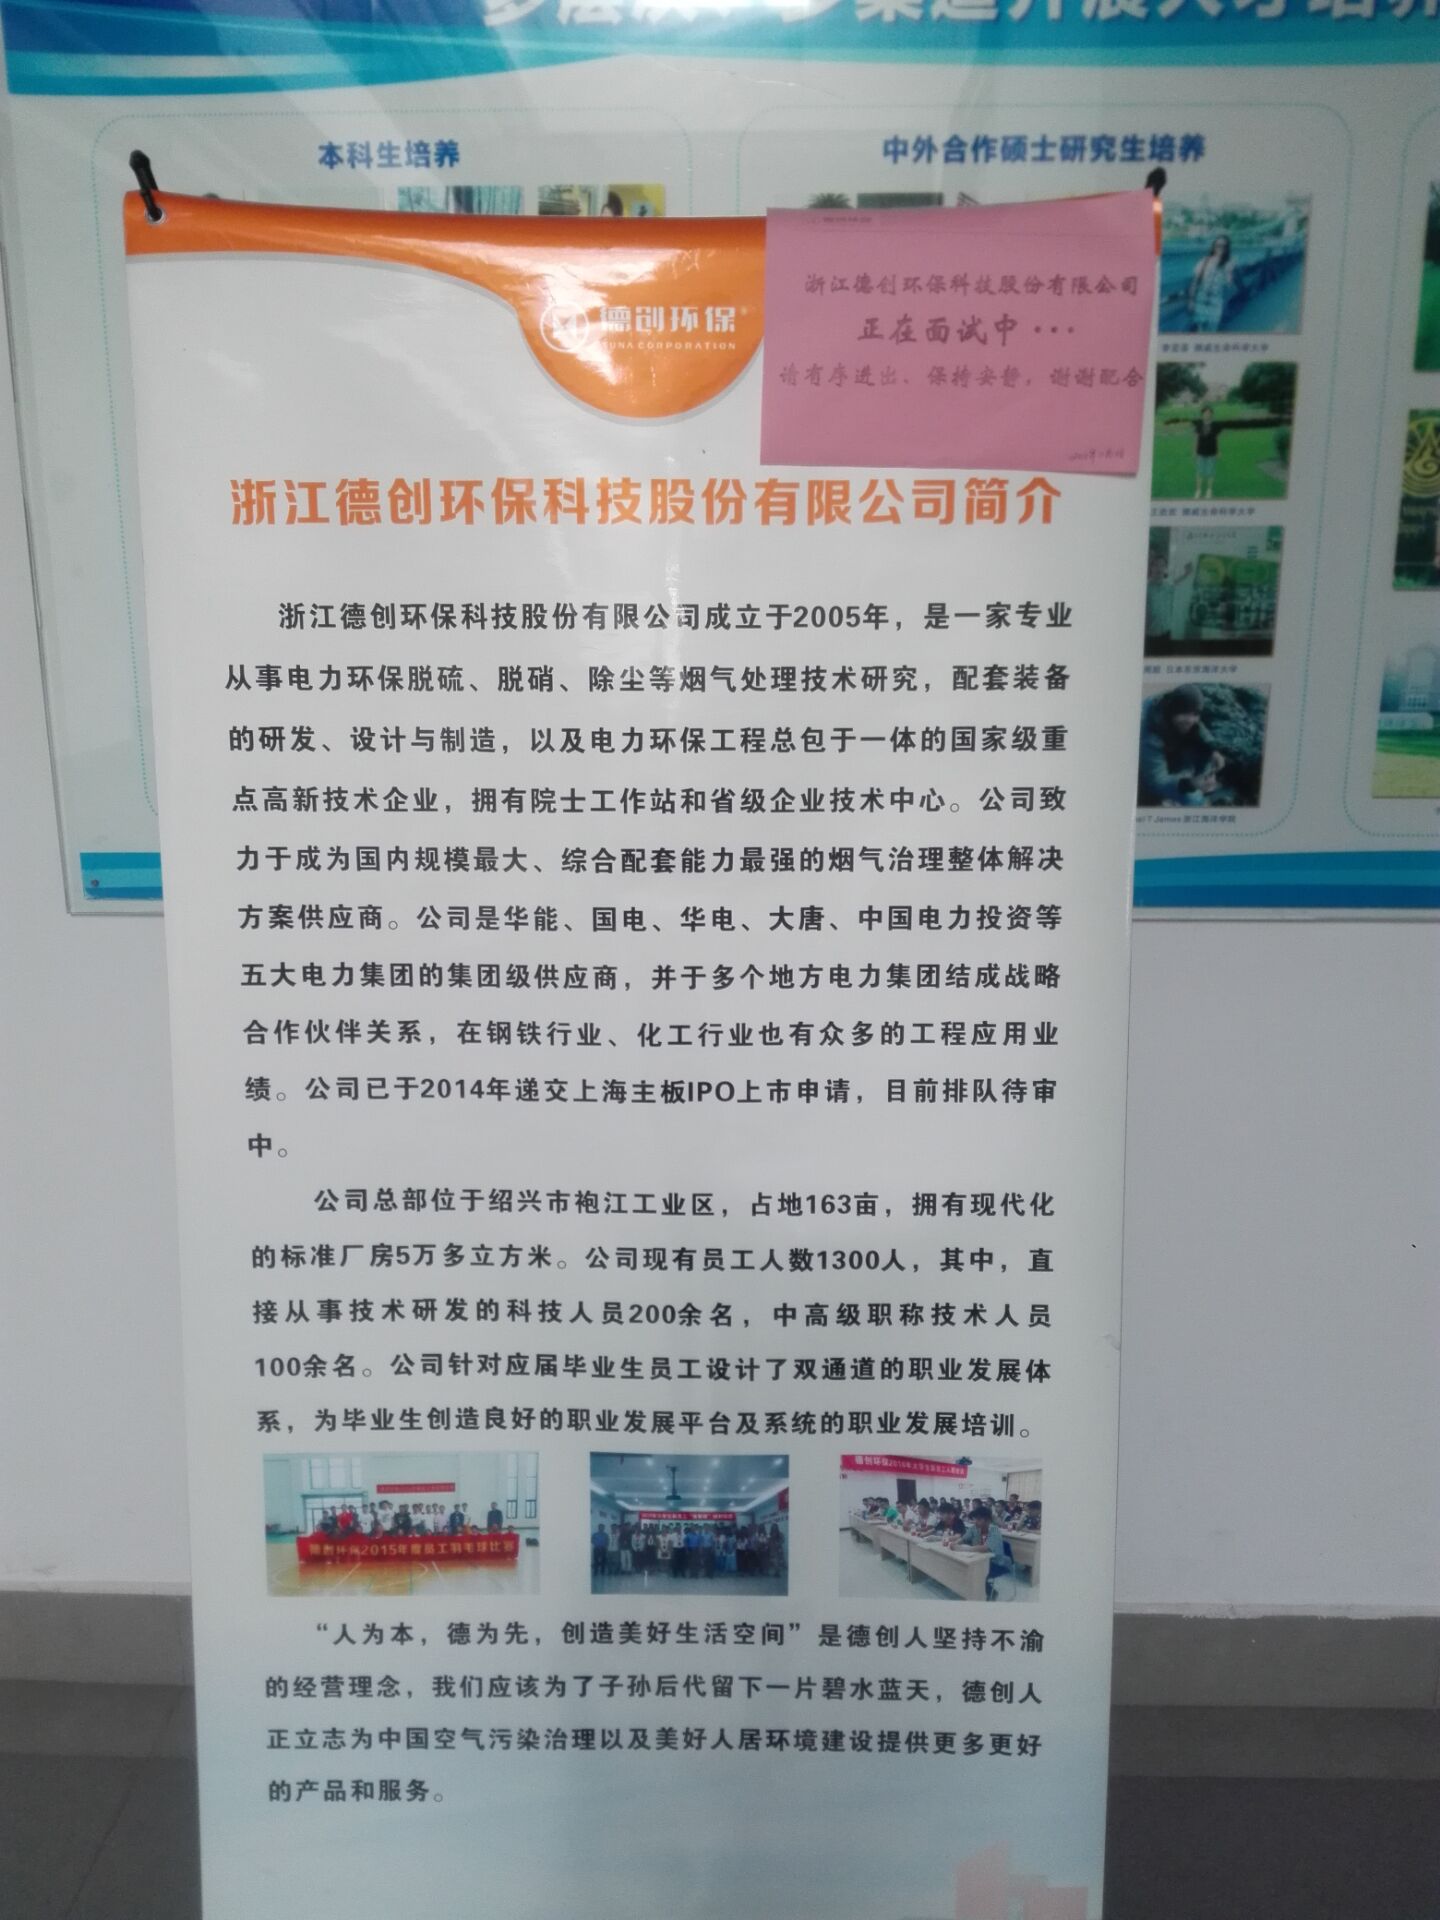 本科生培养
中外合作硕士研究生培养
德创环保
TUNA CORPORATION
浙江德创环保科技股份有限公司
正在面试中···
请有序进出、保持安静，谢谢配合
浙江德创环保科技股份有限公司简介
浙江德创环保科技股份有限公司成立于2005年，是一家专业
从事电力环保脱硫、脱硝、除尘等烟气处理技术研究，配套装备
的研发、设计与制造，以及电力环保工程总包于一体的国家级重
点高新技术企业，拥有院士工作站和省级企业技术中心。公司致
力于成为国内规模最大、综合配套能力最强的烟气治理整体解决
方案供应商。公司是华能、国电、华电、大唐、中国电力投资等
五大电力集团的集团级供应商，并于多个地方电力集团结成战略
合作伙伴关系，在钢铁行业、化工行业也有众多的工程应用业
绩。公司已于2014年递交上海主板IPO上市申请，目前排队待审
中。
公司总部位于绍兴市袍江工业区，占地163亩，拥有现代化
的标准厂房5万多立方米。公司现有员工人数1300人，其中，直
接从事技术研发的科技人员200余名，中高级职称技术人员
100余名。公司针对应届毕业生员工设计了双通道的职业发展体
系，为毕业生创造良好的职业发展平台及系统的职业发展培训。
德创环保2015年度员工羽毛球比赛
“人为本，德为先，创造美好生活空间”是德创人坚持不渝
的经营理念，我们应该为了子孙后代留下一片碧水蓝天，德创人
正立志为中国空气污染治理以及美好人居环境建设提供更多更好
的产品和服务。